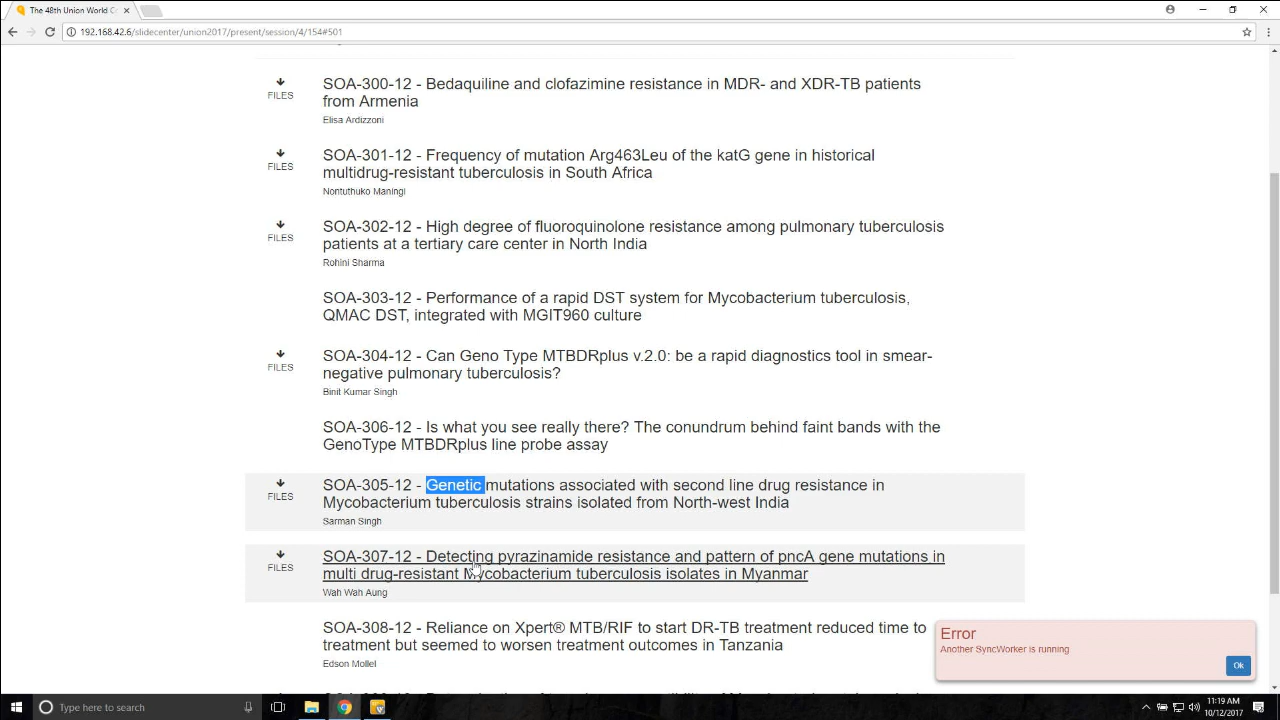 The 48th Union World C
192.168.42.6/slidecenter/union2017/present/session/4/154#501
FILES
SOA-300-12 - Bedaquiline and clofazimine resistance in MDR- and XDR-TB patients
from Armenia
Elisa Ardizzoni
FILES
SOA-301-12 - Frequency of mutation Arg463Leu of the katG gene in historical
multidrug-resistant tuberculosis in South Africa
Nontuthuko Maningi
FILES
SOA-302-12 - High degree of fluoroquinolone resistance among pulmonary tuberculosis
patients at a tertiary care center in North India
Rohini Sharma
SOA-303-12 - Performance of a rapid DST system for Mycobacterium tuberculosis,
QMAC DST, integrated with MGIT960 culture
FILES
SOA-304-12 - Can Geno Type MTBDRplus v.2.0: be a rapid diagnostics tool in smear-
negative pulmonary tuberculosis?
Binit Kumar Singh
SOA-306-12 - Is what you see really there? The conundrum behind faint bands with the
GenoType MTBDRplus line probe assay
FILES
SOA-305-12 - Genetic mutations associated with second line drug resistance in
Mycobacterium tuberculosis strains isolated from North-west India
Sarman Singh
FILES
SOA-307-12 - Detecting pyrazinamide resistance and pattern of pncA gene mutations in
multi drug-resistant Mycobacterium tuberculosis isolates in Myanmar
Wah Wah Aung
SOA-308-12 - Reliance on Xpert® MTB/RIF to start DR-TB treatment reduced time to
treatment but seemed to worsen treatment outcomes in Tanzania
Edson Mollel
Error
Another SyncWorker is running
Ok
Type here to search
11:19 AM
10/12/2017